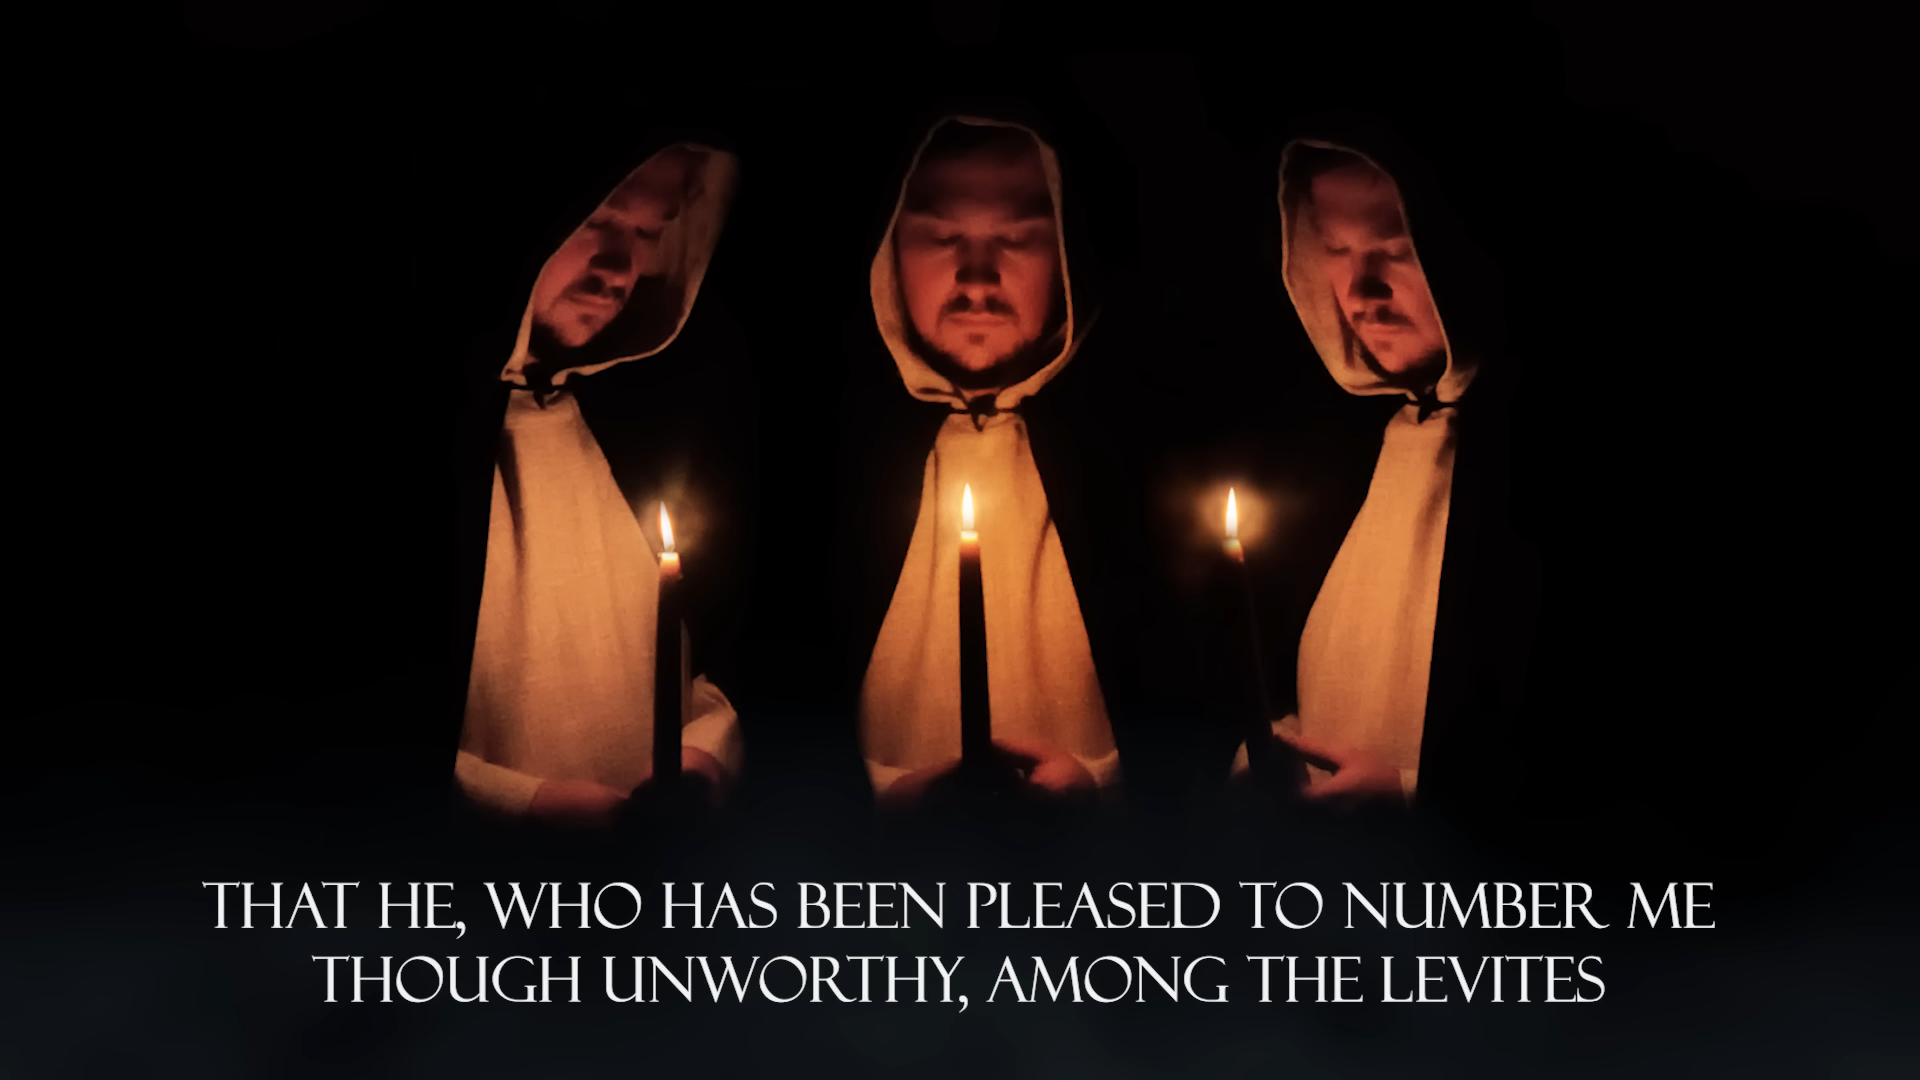 THAT HE, WHO HAS BEEN PLEASED TO NUMBER ME
THOUGH UNWORTHY, AMONG THE LEVITES